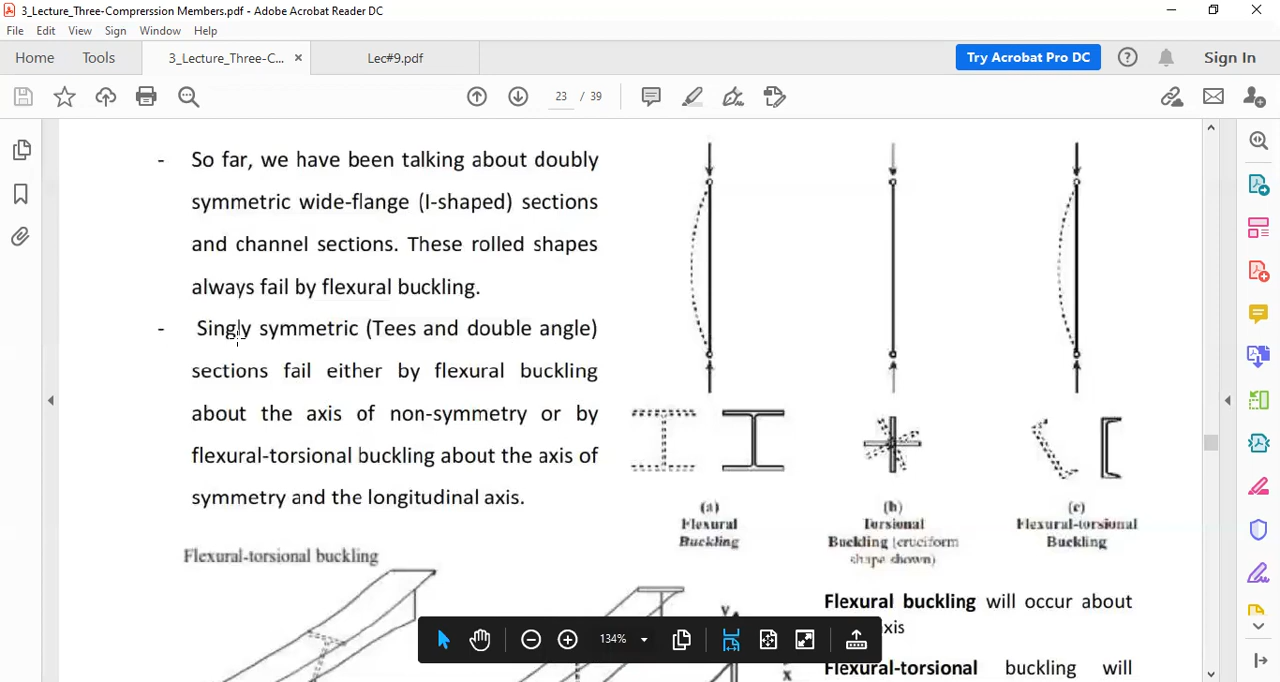 3_Lecture_Three-Comprerssion Members.pdf - Adobe Acrobat Reader DC
File Edit View Sign Window Help
Home Tools 3_Lecture_Three-C... × Lec#9.pdf Try Acrobat Pro DC Sign In
23 / 39
- So far, we have been talking about doubly
symmetric wide-flange (I-shaped) sections
and channel sections. These rolled shapes
always fail by flexural buckling.
- Singly symmetric (Tees and double angle)
sections fail either by flexural buckling
about the axis of non-symmetry or by
flexural-torsional buckling about the axis of
symmetry and the longitudinal axis.
(a)
Flexural
Buckling
(b)
Torsional
Buckling (cruciform
shape shown)
(c)
Flexural-torsional
Buckling
Flexural-torsional buckling
y
x
Flexural buckling will occur about
axis
Flexural-torsional buckling will
134%